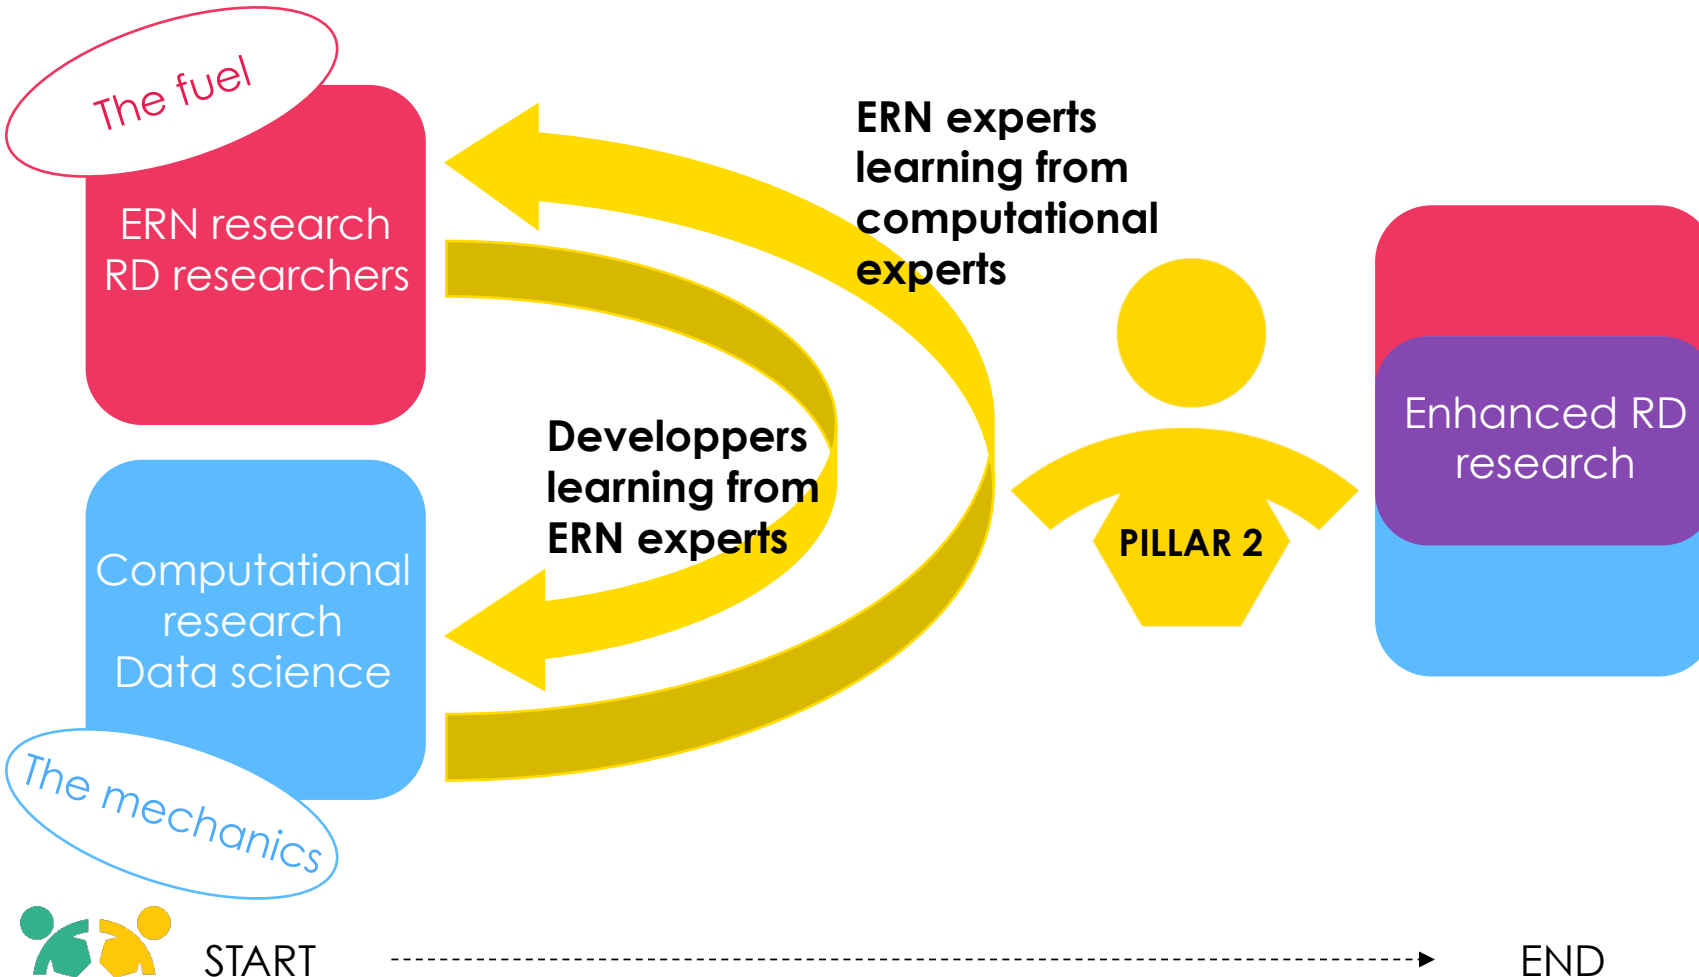 The fuel
ERN research
RD researchers
ERN experts
learning from
computational
experts
Developpers
learning from
ERN experts
PILLAR 2
Enhanced RD
research
Computational
research
Data science
The mechanics
START
END